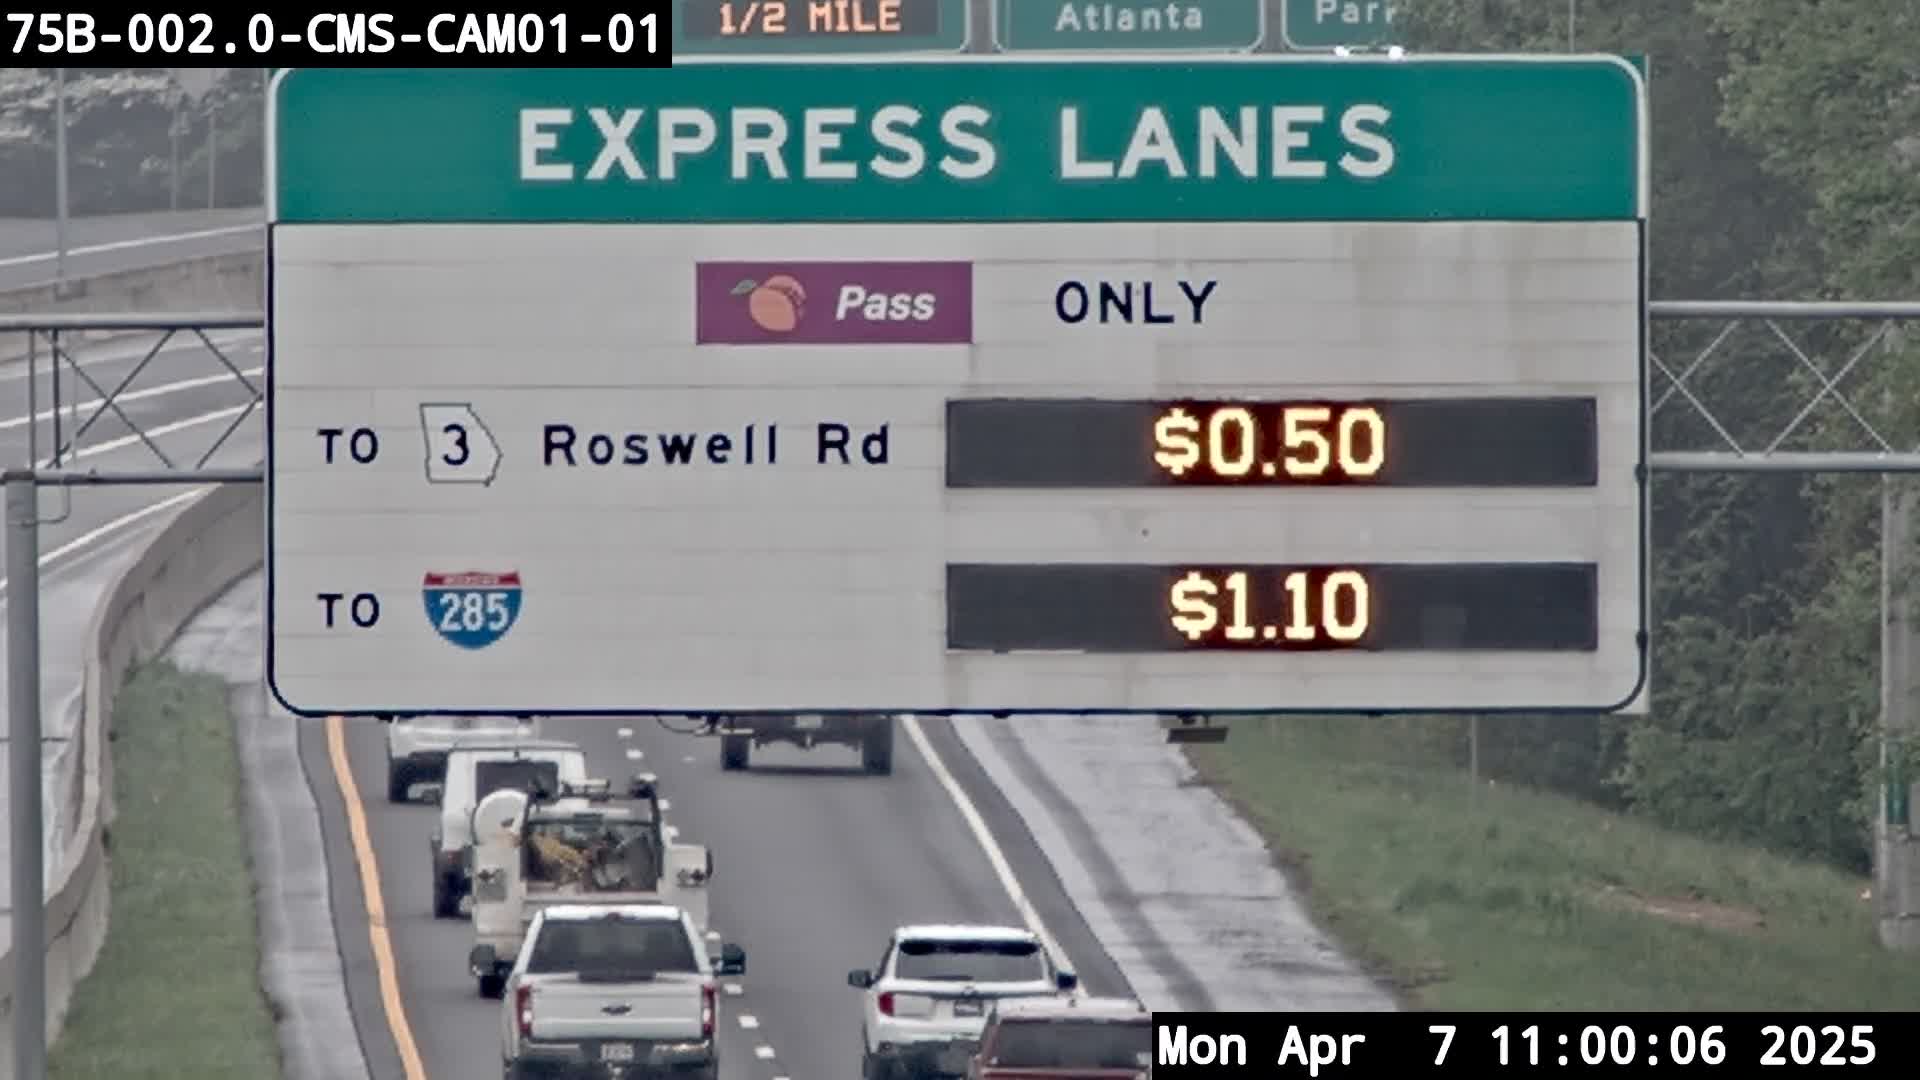 75B-002.0-CMS-CAM01-01
1/2 MILE
Atlanta
EXPRESS LANES
Pass ONLY
TO 3 Roswell Rd $0.50
TO 285 $1.10
Mon Apr 7 11:00:06 2025